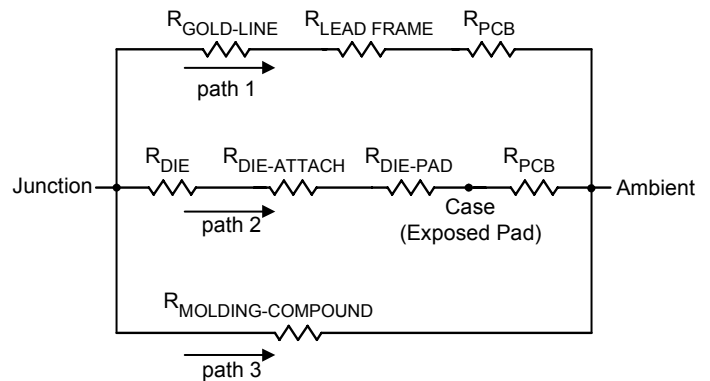 RGOLD-LINE RLEAD FRAME RPCB
path 1
RDIE RDIE-ATTACH RDIE-PAD RPCB
Junction Ambient
path 2
Case
(Exposed Pad)
RMOLDING-COMPOUND
path 3